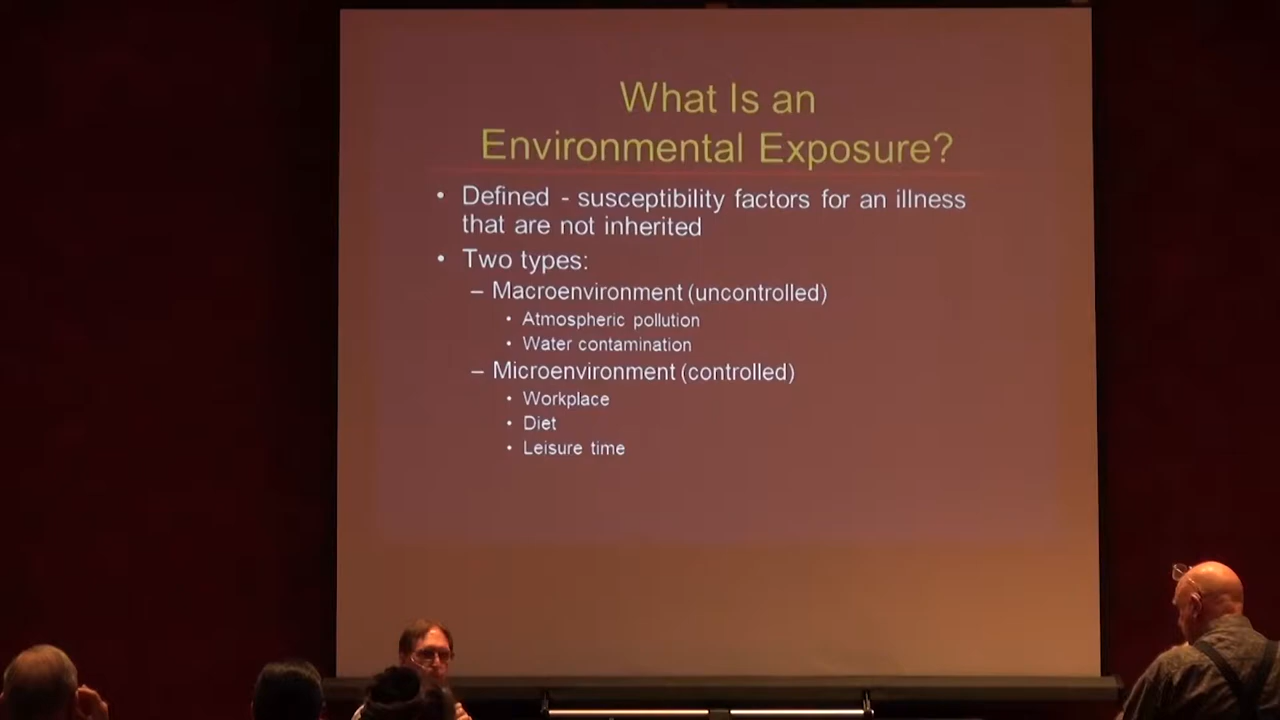 What Is an
Environmental Exposure?
• Defined - susceptibility factors for an illness
that are not inherited
• Two types:
– Macroenvironment (uncontrolled)
• Atmospheric pollution
• Water contamination
– Microenvironment (controlled)
• Workplace
• Diet
• Leisure time